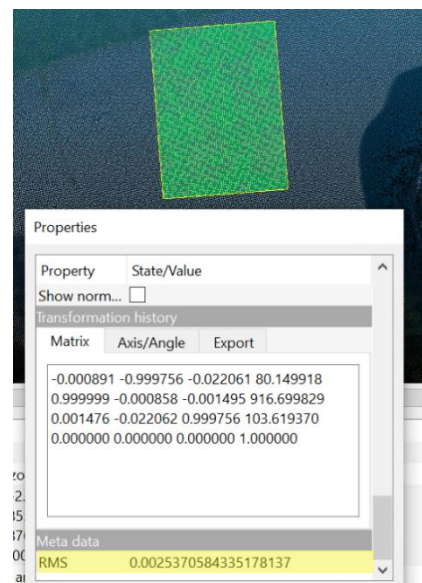 Properties
Property State/Value
Show norm...
Transformation history
Matrix Axis/Angle Export
-0.000891 -0.999756 -0.022061 80.149918
0.999999 -0.000858 -0.001495 916.699829
0.001476 -0.022062 0.999756 103.619370
0.000000 0.000000 0.000000 1.000000
Meta data
RMS 0.0025370584335178137